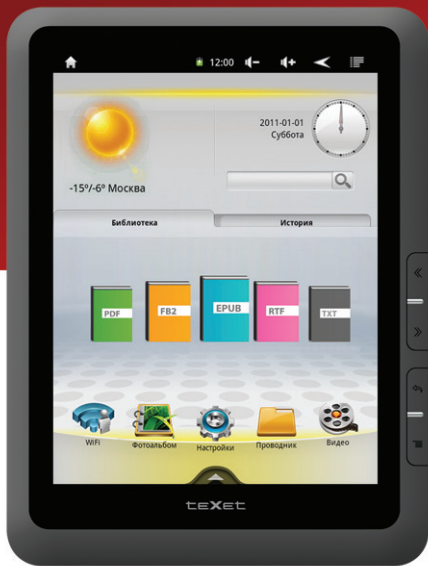 12:00
2011-01-01
Суббота
-15º/-6º Москва
Библиотека
История
PDF
FB2
EPUB
RTF
TXT
WiFi
Фотоальбом
Настройки
Проводник
Видео
teXet